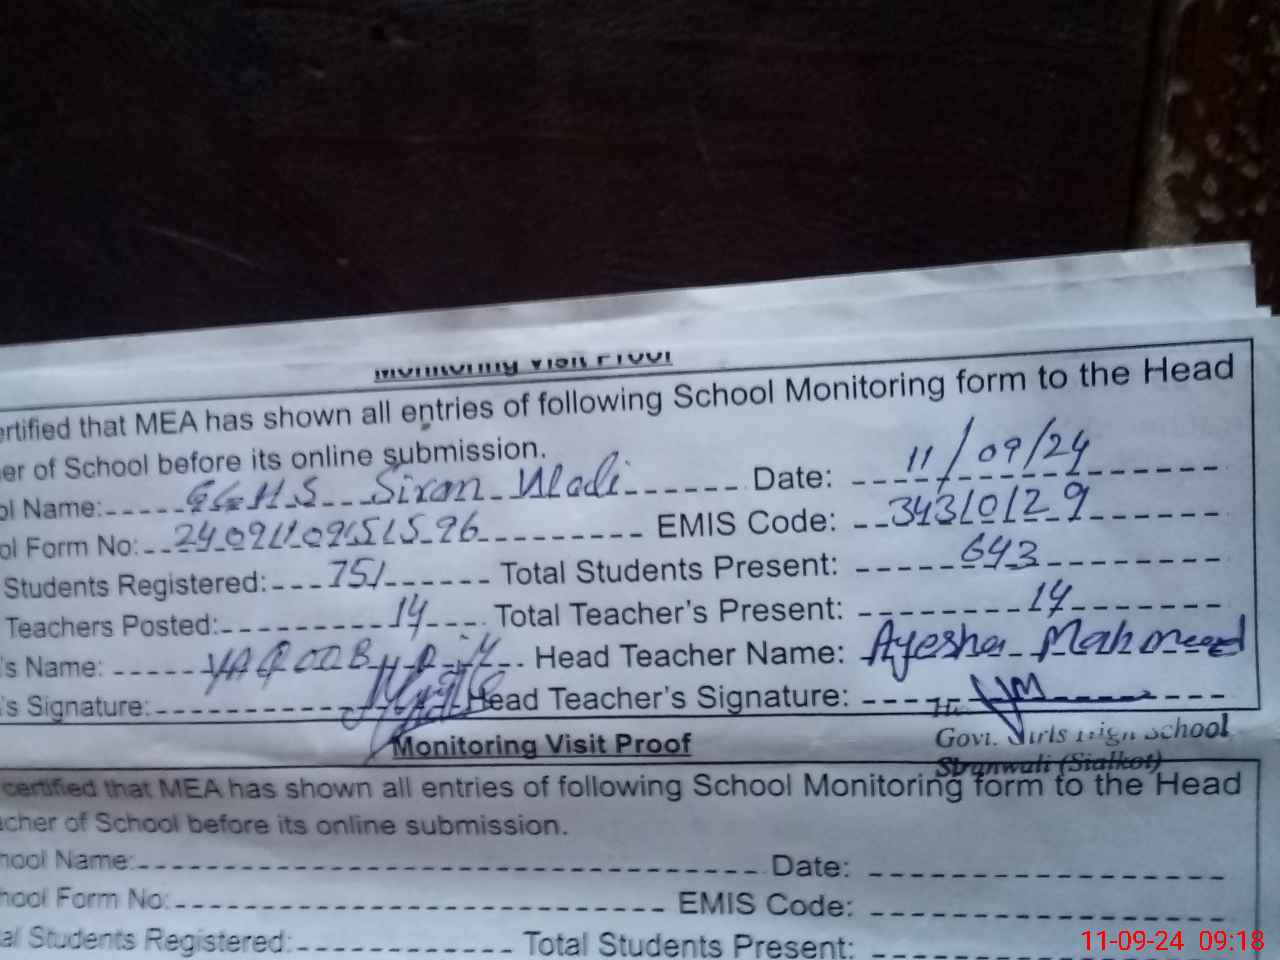 Monitoring Visit Proof
ertified that MEA has shown all entries of following School Monitoring form to the Head
er of School before its online submission.
ol Name: GGHS Siran Wali Date: 11/09/24
ol Form No: EMIS Code: 34310129
Students Registered: 751 Total Students Present: 643
Teachers Posted: 14 Total Teacher's Present: 14
's Name: YAQOOB Head Teacher Name: Ayesha Mahmood
's Signature: Head Teacher's Signature:
Govt. Girls High School
Siranwali (Sialkot)
Monitoring Visit Proof
certified that MEA has shown all entries of following School Monitoring form to the Head
cher of School before its online submission.
hool Name: Date:
hool Form No: EMIS Code:
al Students Registered: Total Students Present:
11-09-24 09:18